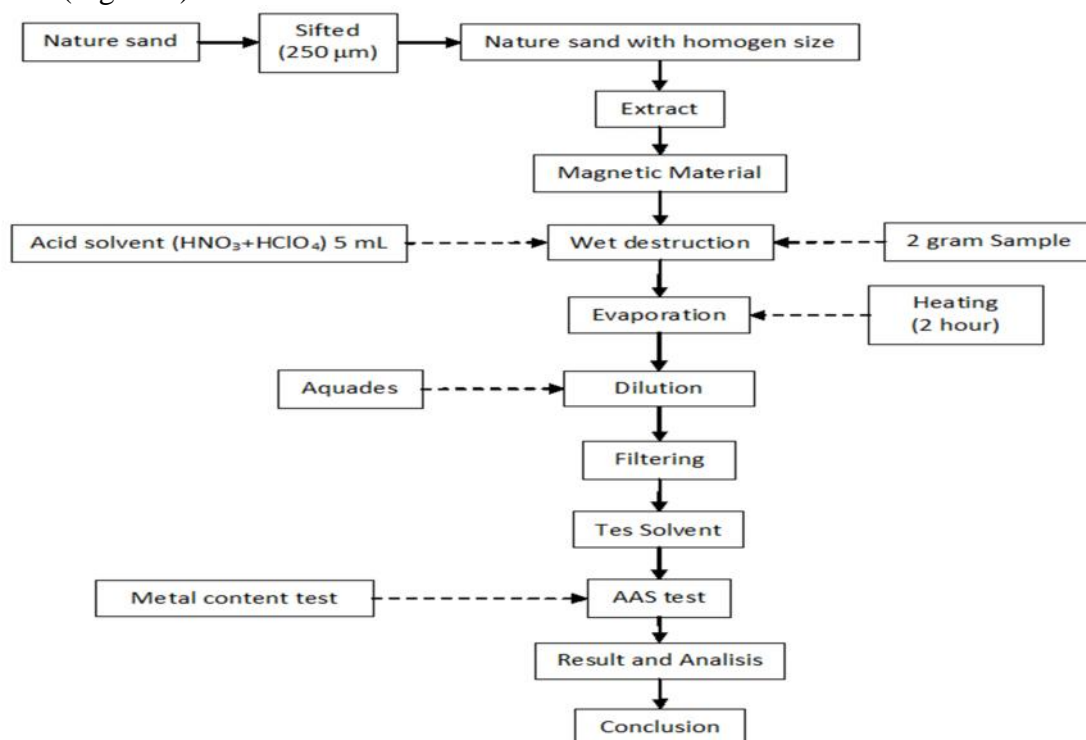 Nature sand
Sifted
(250 μm)
Nature sand with homogen size
Extract
Magnetic Material
Acid solvent (HNO₃+HClO₄) 5 mL
Wet destruction
2 gram Sample
Evaporation
Heating
(2 hour)
Aquades
Dilution
Filtering
Tes Solvent
Metal content test
AAS test
Result and Analisis
Conclusion